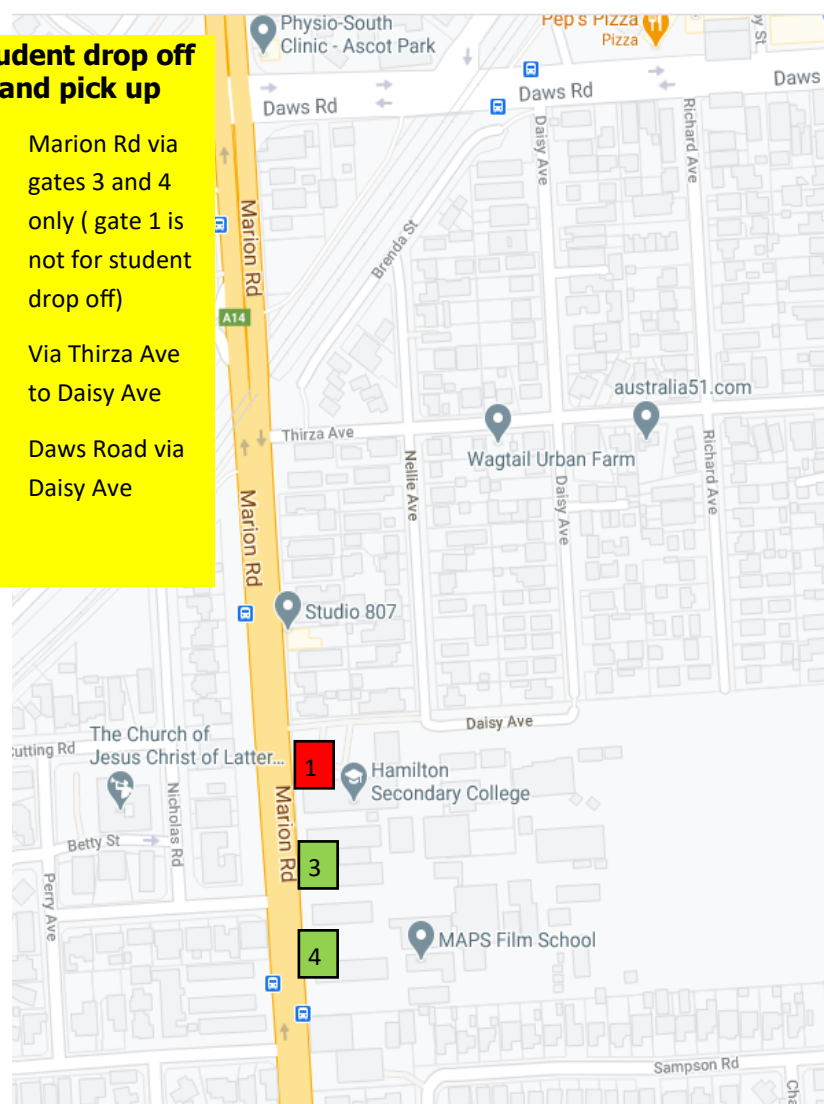 Physio-South
Clinic - Ascot Park
Pep's Pizza
Pizza
udent drop off
and pick up
Marion Rd via
gates 3 and 4
only ( gate 1 is
not for student
drop off)
Via Thirza Ave
to Daisy Ave
Daws Road via
Daisy Ave
Daws Rd
Daws Rd
Daws
Daisy Ave
Richard Ave
Marion Rd
Brenda St
A14
australia51.com
Thirza Ave
Wagtail Urban Farm
Nellie Ave
Daisy Ave
Richard Ave
Marion Rd
Studio 807
Daisy Ave
The Church of
Jesus Christ of Latter...
utting Rd
Nicholas Rd
1
Hamilton
Secondary College
Marion Rd
Betty St
3
Perry Ave
4
MAPS Film School
Sampson Rd